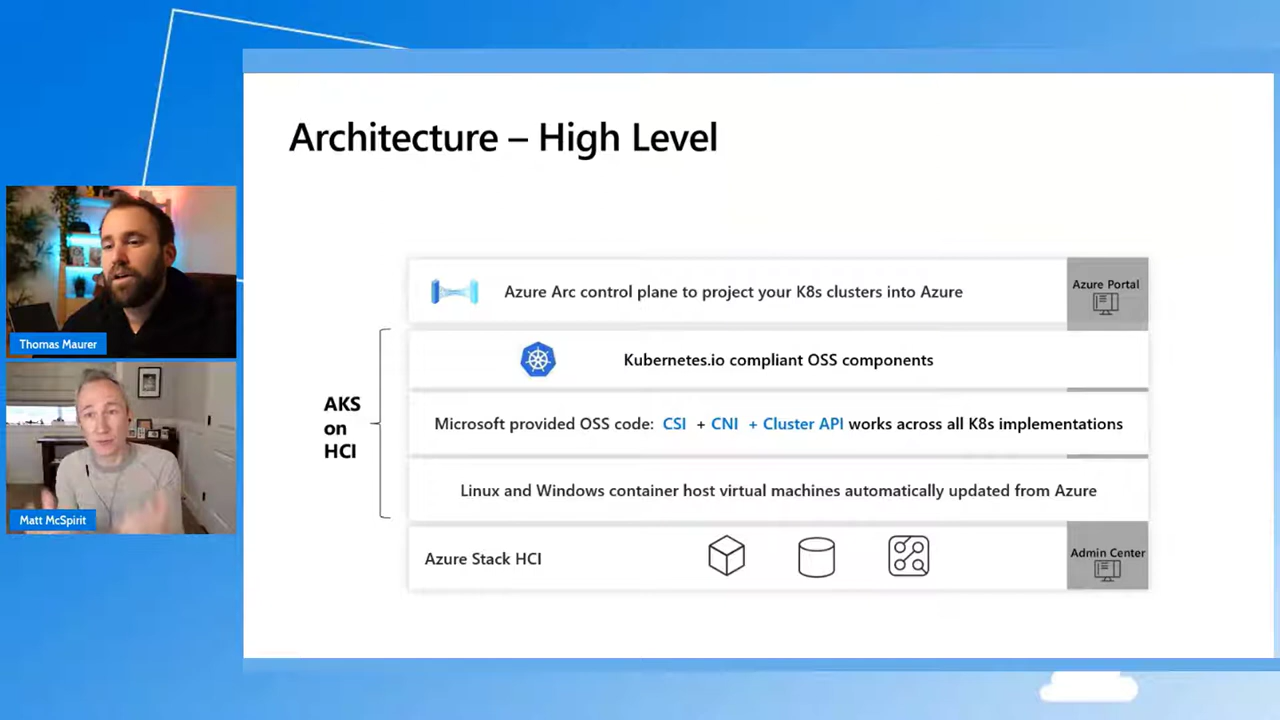 Architecture – High Level
Thomas Maurer
Matt McSpirit
Azure Arc control plane to project your K8s clusters into Azure
Azure Portal
AKS
on
HCI
Kubernetes.io compliant OSS components
Microsoft provided OSS code: CSI + CNI + Cluster API works across all K8s implementations
Linux and Windows container host virtual machines automatically updated from Azure
Azure Stack HCI
Admin Center